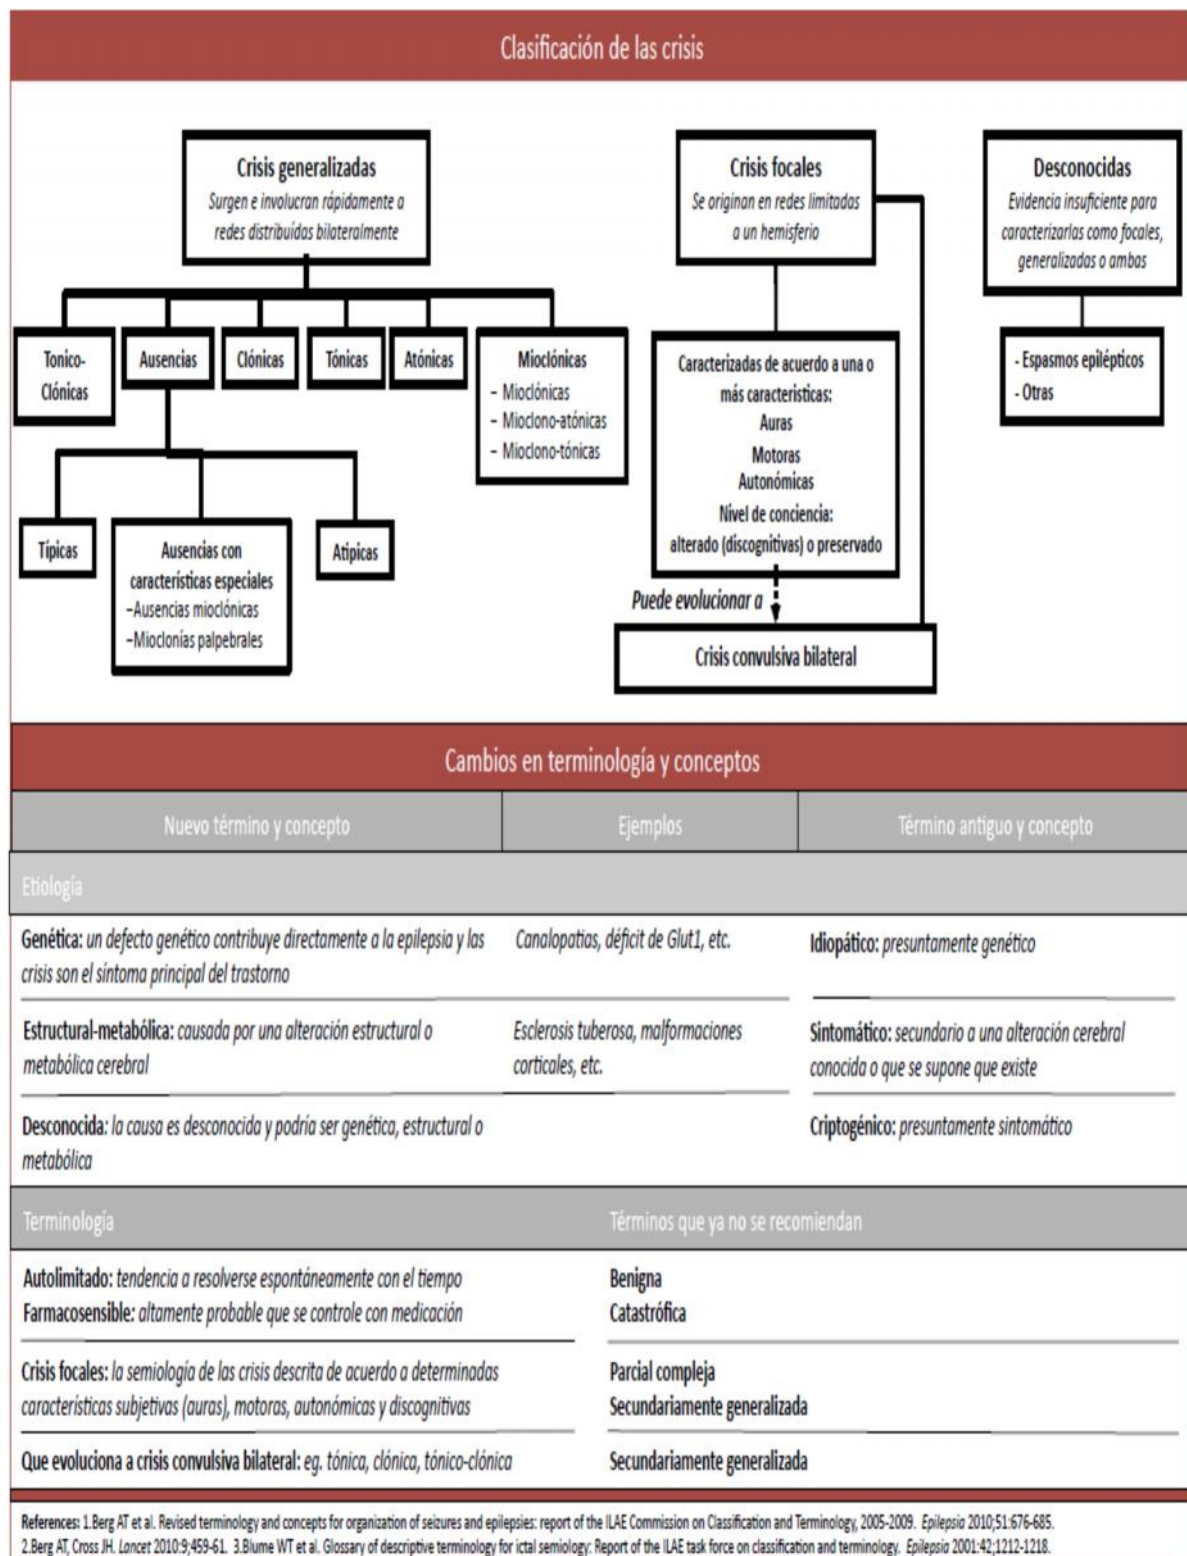 Clasificación de las crisis
Crisis generalizadas
Surgen e involucran rápidamente a
redes distribuídas bilateralmente
Crisis focales
Se originan en redes limitadas
a un hemisferio
Desconocidas
Evidencia insuficiente para
caracterizarlas como focales,
generalizadas o ambas
Tonico-
Clónicas
Ausencias
Clónicas
Tónicas
Atónicas
Mioclónicas
– Mioclónicas
– Mioclono-atónicas
– Mioclono-tónicas
Caracterizadas de acuerdo a una o
más caracteristicas:
Auras
Motoras
Autonómicas
Nivel de conciencia:
alterado (discognitivas) o preservado
- Espasmos epilépticos
- Otras
Típicas
Ausencias con
características especiales
–Ausencias mioclónicas
–Mioclonías palpebrales
Atipicas
Puede evolucionar a
Crisis convulsiva bilateral
Cambios en terminología y conceptos
Nuevo término y concepto
Ejemplos
Término antiguo y concepto
Etiología
Genética: un defecto genético contribuye directamente a la epilepsia y las
crisis son el síntoma principal del trastorno
Canalopatias, déficit de Glut1, etc.
Idiopático: presuntamente genético
Estructural-metabólica: causada por una alteración estructural o
metabólica cerebral
Esclerosis tuberosa, malformaciones
corticales, etc.
Sintomático: secundario a una alteración cerebral
conocida o que se supone que existe
Desconocida: la causa es desconocida y podría ser genética, estructural o
metabólica
Criptogénico: presuntamente sintomático
Terminología
Términos que ya no se recomiendan
Autolimitado: tendencia a resolverse espontáneamente con el tiempo
Farmacosensible: altamente probable que se controle con medicación
Benigna
Catastrófica
Crisis focales: la semiología de las crisis descrita de acuerdo a determinadas
características subjetivas (auras), motoras, autonómicas y discognitivas
Parcial compleja
Secundariamente generalizada
Que evoluciona a crisis convulsiva bilateral: eg. tónica, clónica, tónico-clónica
Secundariamente generalizada
References: 1.Berg AT et al. Revised terminology and concepts for organization of seizures and epilepsies: report of the ILAE Commission on Classification and Terminology, 2005-2009. Epilepsia 2010;51:676-685.
2.Berg AT, Cross JH. Lancet 2010:9;459-61. 3.Blume WT et al. Glossary of descriptive terminology for ictal semiology: Report of the ILAE task force on classification and terminology. Epilepsia 2001:42;1212-1218.